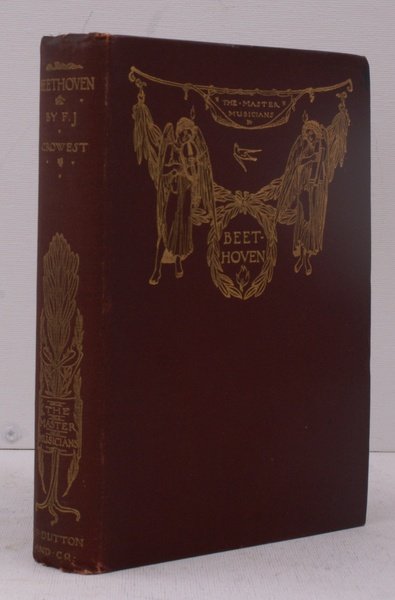 BEETHOVEN
BY F. J
CROWEST
THE
MASTER
MUSICIANS
DUTTON
AND·CO:
THE·MASTER
MUSICIANS
BEET-
HOVEN